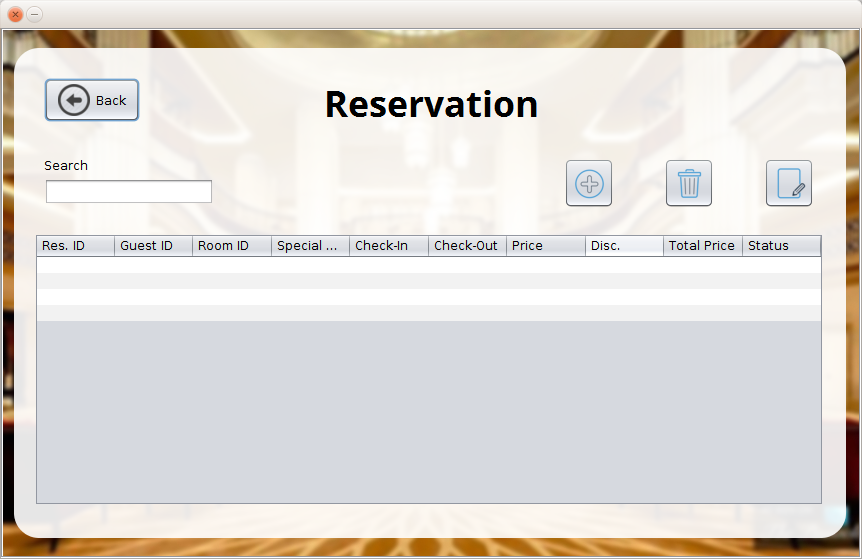 Back
Reservation
Search
Res. ID Guest ID Room ID Special ... Check-In Check-Out Price Disc. Total Price Status